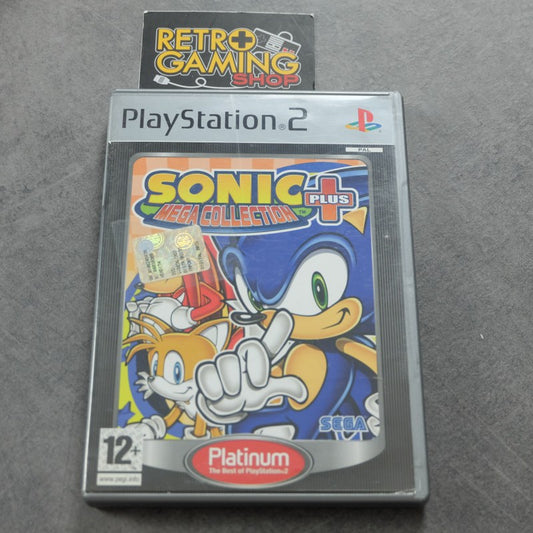 RETRO
GAMING
SHOP
PlayStation®2
PAL
SONIC
MEGA COLLECTION™
PLUS
SEGA
12+
www.pegi.info
Platinum
The Best of PlayStation®2